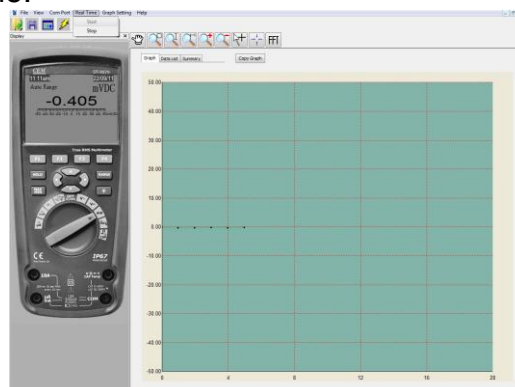 File View Com Port Real Time Graph Setting Help
Start
Stop
Display
Graph Data List Summary Copy Graph
CEM
11:11am
Auto Range mVDC
-0.405
True RMS Multimeter
F1 F2 F3 F4
HOLD RANGE
IP67
10A
COM
50.00
40.00
30.00
20.00
10.00
0.00
-10.00
-20.00
-30.00
-40.00
-50.00
0 4 8 12 16 20